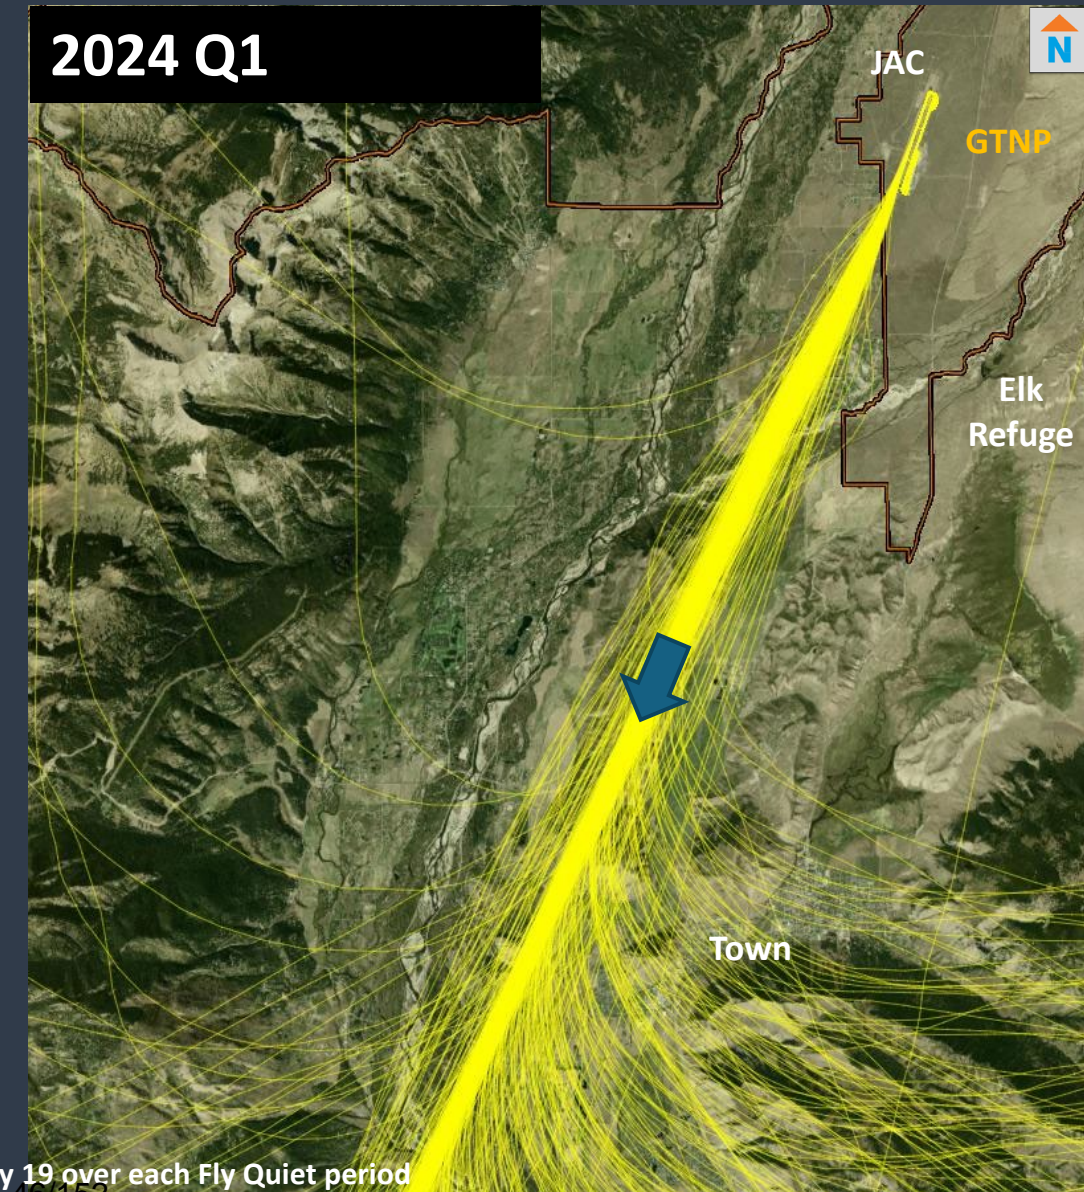 2024 Q1
JAC
N
GTNP
Elk
Refuge
Town
y 19 over each Fly Quiet period